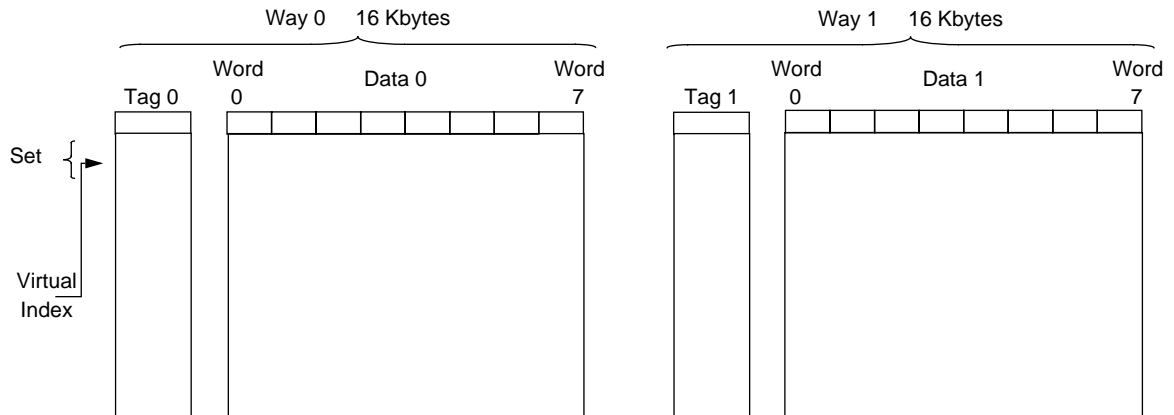 Way 0 16 Kbytes
Way 1 16 Kbytes
Word
Data 0
Word
Word
Data 1
Word
Tag 0
0
7
Tag 1
0
7
Set
Virtual
Index